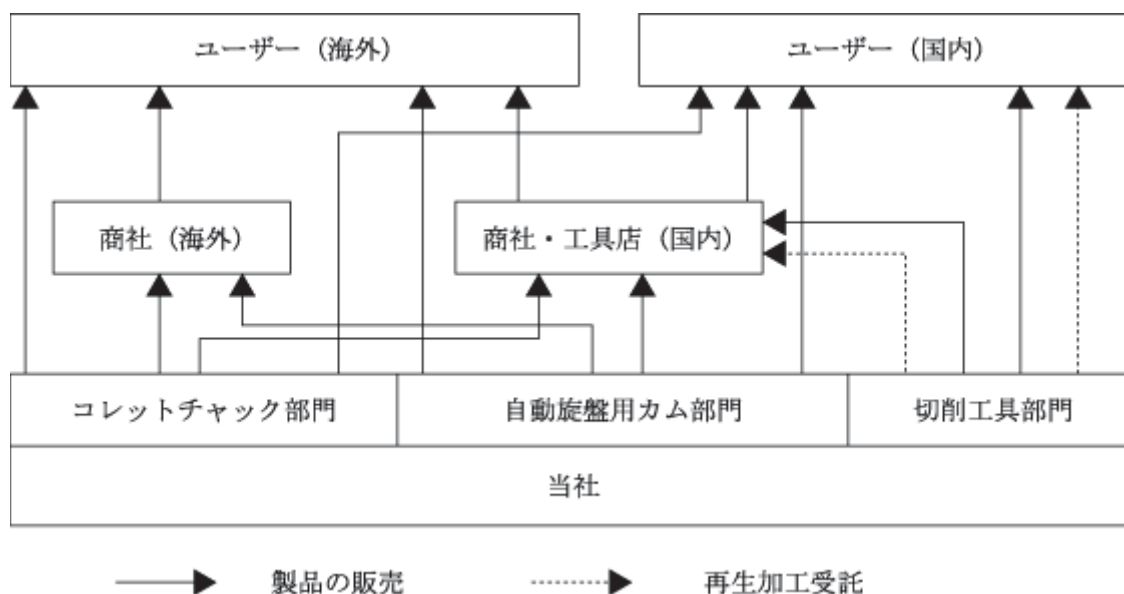 ユーザー（海外）
ユーザー（国内）
商社（海外）
商社・工具店（国内）
コレットチャック部門
自動旋盤用カム部門
切削工具部門
当社
製品の販売
再生加工受託